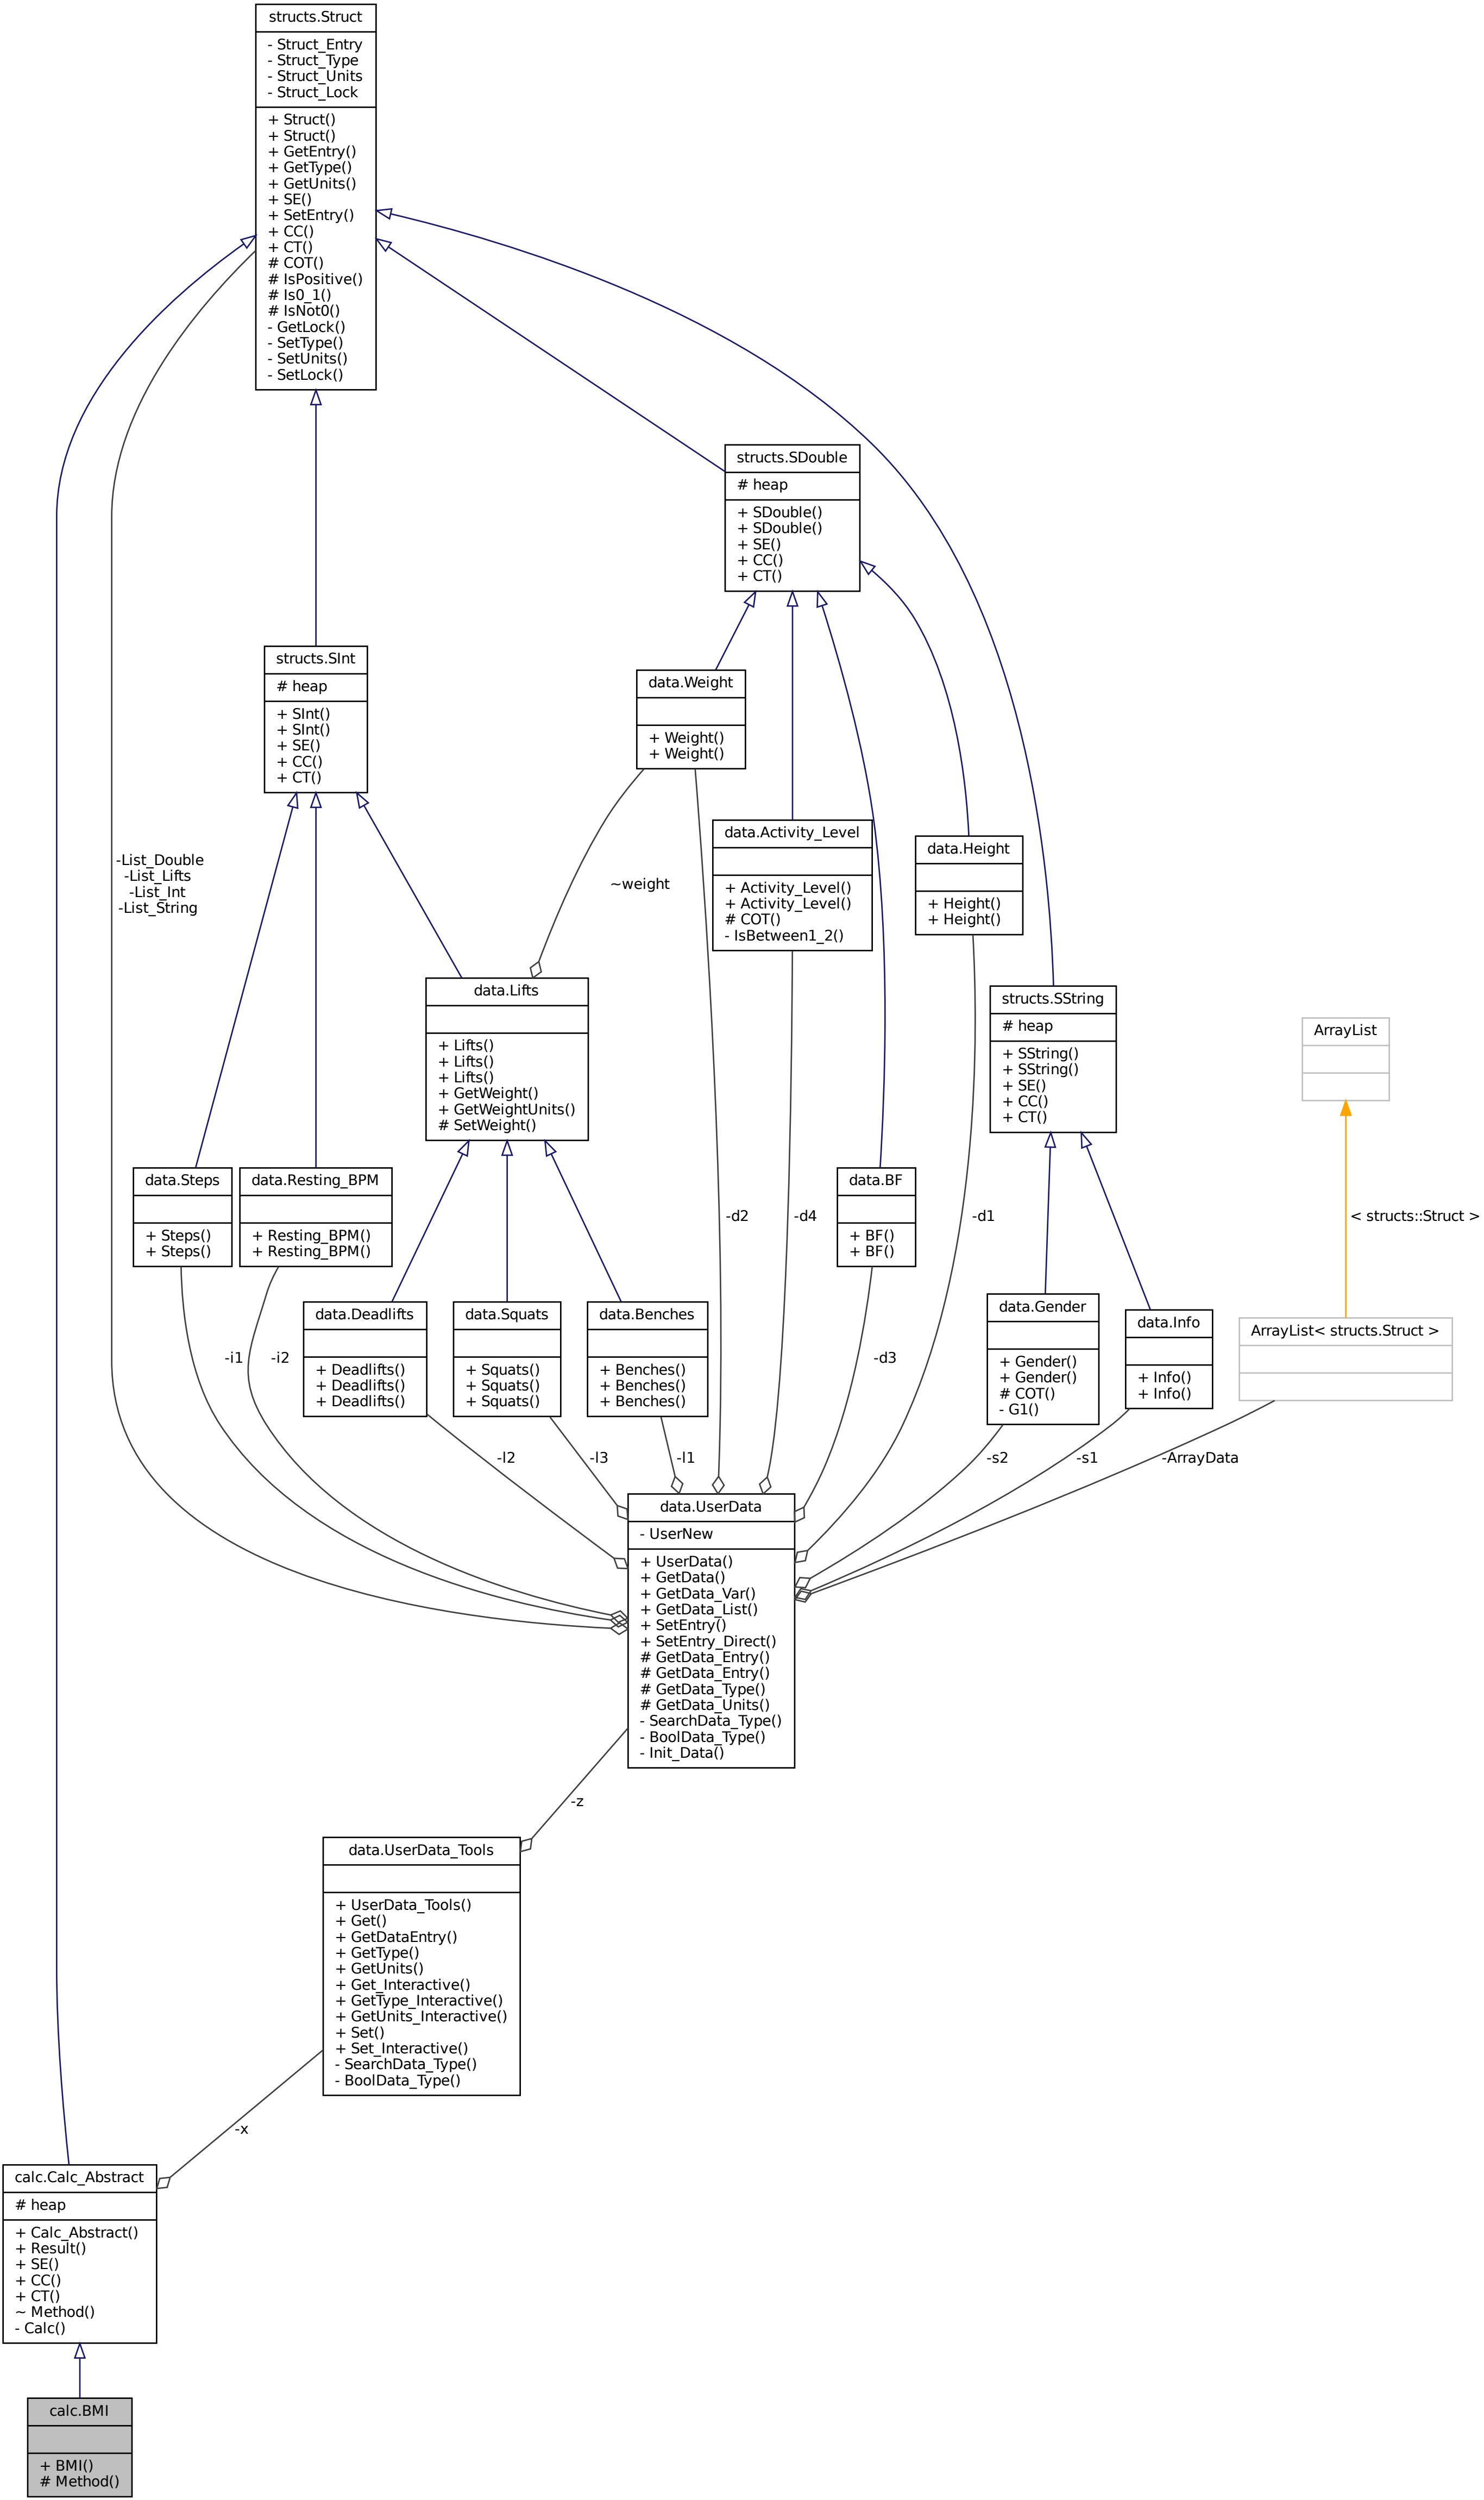 structs.Struct
- Struct_Entry
- Struct_Type
- Struct_Units
- Struct_Lock
+ Struct()
+ Struct()
+ GetEntry()
+ GetType()
+ GetUnits()
+ SE()
+ SetEntry()
+ CC()
+ CT()
# COT()
# IsPositive()
# Is0_1()
# IsNot0()
- GetLock()
- SetType()
- SetUnits()
- SetLock()
structs.SDouble
# heap
+ SDouble()
+ SDouble()
+ SE()
+ CC()
+ CT()
structs.SInt
# heap
+ SInt()
+ SInt()
+ SE()
+ CC()
+ CT()
data.Weight
+ Weight()
+ Weight()
data.Activity_Level
+ Activity_Level()
+ Activity_Level()
# COT()
- IsBetween1_2()
data.Height
+ Height()
+ Height()
-List_Double
-List_Lifts
-List_Int
-List_String
~weight
data.Lifts
+ Lifts()
+ Lifts()
+ Lifts()
+ GetWeight()
+ GetWeightUnits()
# SetWeight()
structs.SString
# heap
+ SString()
+ SString()
+ SE()
+ CC()
+ CT()
ArrayList
data.Steps
+ Steps()
+ Steps()
data.Resting_BPM
+ Resting_BPM()
+ Resting_BPM()
data.BF
+ BF()
+ BF()
-d2
-d4
-d1
< structs::Struct >
data.Deadlifts
+ Deadlifts()
+ Deadlifts()
+ Deadlifts()
data.Squats
+ Squats()
+ Squats()
+ Squats()
data.Benches
+ Benches()
+ Benches()
+ Benches()
data.Gender
+ Gender()
+ Gender()
# COT()
- G1()
data.Info
+ Info()
+ Info()
ArrayList< structs.Struct >
-i1
-i2
-d3
-l2
-l3
-l1
-s2
-s1
-ArrayData
data.UserData
- UserNew
+ UserData()
+ GetData()
+ GetData_Var()
+ GetData_List()
+ SetEntry()
+ SetEntry_Direct()
# GetData_Entry()
# GetData_Entry()
# GetData_Type()
# GetData_Units()
- SearchData_Type()
- BoolData_Type()
- Init_Data()
-z
data.UserData_Tools
+ UserData_Tools()
+ Get()
+ GetDataEntry()
+ GetType()
+ GetUnits()
+ Get_Interactive()
+ GetType_Interactive()
+ GetUnits_Interactive()
+ Set()
+ Set_Interactive()
- SearchData_Type()
- BoolData_Type()
-x
calc.Calc_Abstract
# heap
+ Calc_Abstract()
+ Result()
+ SE()
+ CC()
+ CT()
~ Method()
- Calc()
calc.BMI
+ BMI()
# Method()